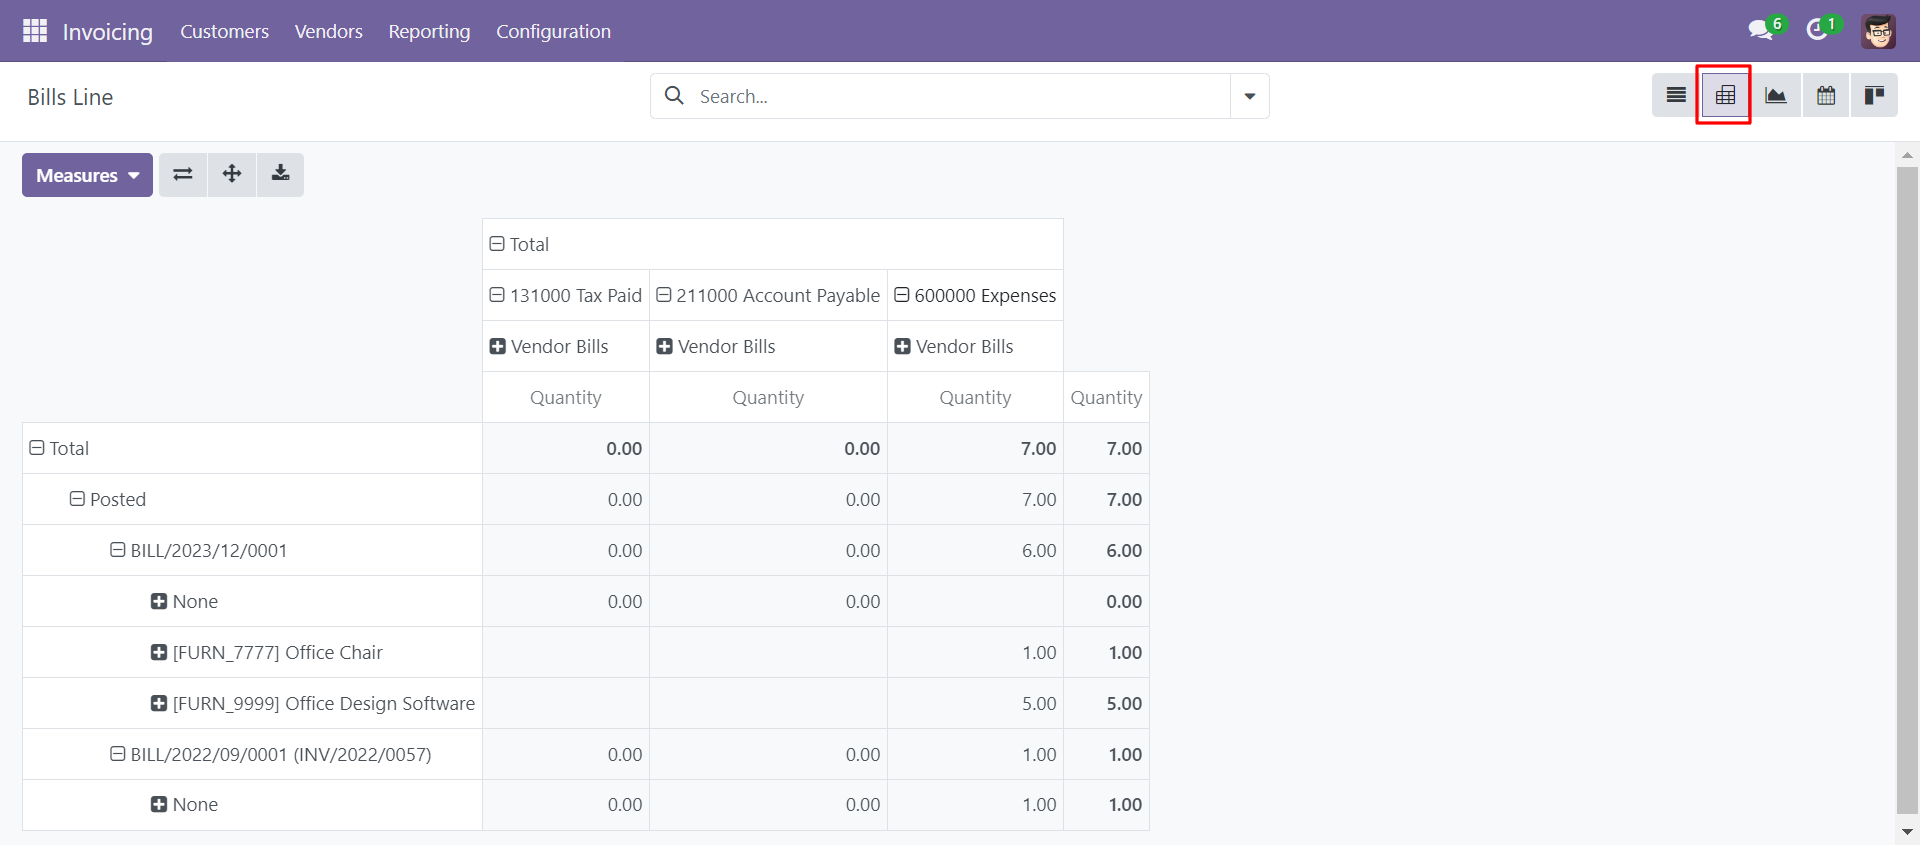 Invoicing Customers Vendors Reporting Configuration 6 1
Bills Line Search...
Measures
Total
131000 Tax Paid 211000 Account Payable 600000 Expenses
Vendor Bills Vendor Bills Vendor Bills
Quantity Quantity Quantity Quantity
Total 0.00 0.00 7.00 7.00
Posted 0.00 0.00 7.00 7.00
BILL/2023/12/0001 0.00 0.00 6.00 6.00
None 0.00 0.00 0.00
[FURN_7777] Office Chair 1.00 1.00
[FURN_9999] Office Design Software 5.00 5.00
BILL/2022/09/0001 (INV/2022/0057) 0.00 0.00 1.00 1.00
None 0.00 0.00 1.00 1.00